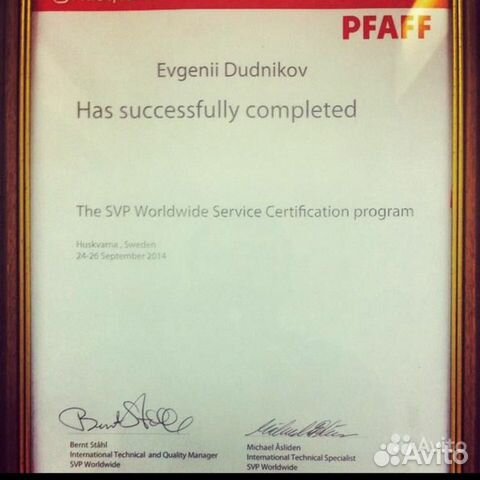 PFAFF
Evgenii Dudnikov
Has successfully completed
The SVP Worldwide Service Certification program
Huskvarna , Sweden
24-26 September 2014
Bernt Ståhl
International Technical and Quality Manager
SVP Worldwide
Michael Åsliden
International Technical Specialist
SVP Worldwide
Avito
Avito